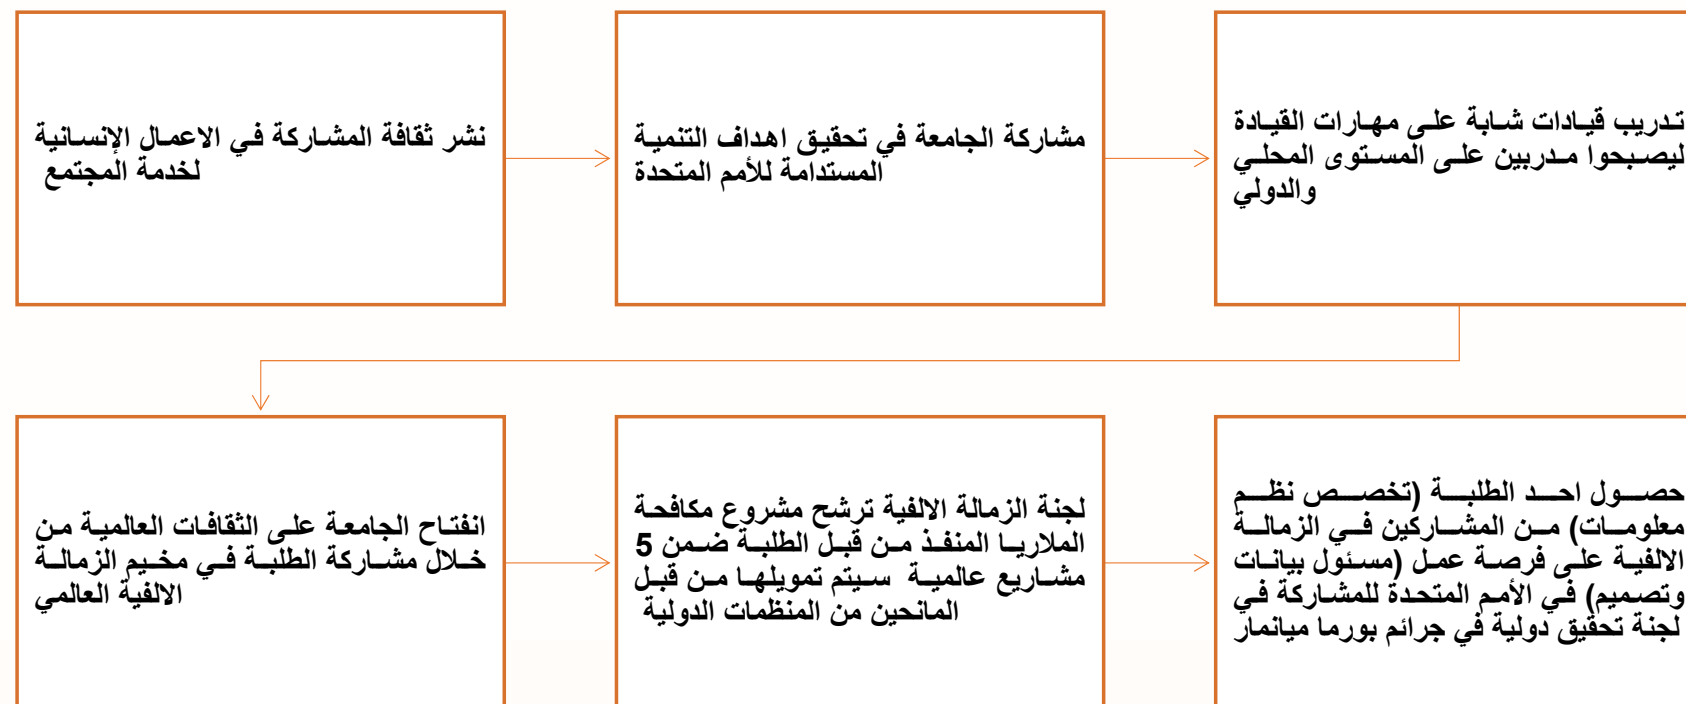 نشر ثقافة المشاركة في الاعمال الإنسانية
لخدمة المجتمع
مشاركة الجامعة في تحقيق اهداف التنمية
المستدامة للأمم المتحدة
تدريب قيادات شابة على مهارات القيادة
ليصبحوا مدربين على المستوى المحلي
والدولي
انفتاح الجامعة على الثقافات العالمية من
خلال مشاركة الطلبة في مخيم الزمالة
الالفية العالمي
لجنة الزمالة الالفية ترشح مشروع مكافحة
الملاريا المنفذ من قبل الطلبة ضمن 5
مشاريع عالمية سيتم تمويلها من قبل
المانحين من المنظمات الدولية
حصول احد الطلبة (تخصص نظم
معلومات) من المشاركين في الزمالة
الالفية على فرصة عمل (مسئول بيانات
وتصميم) في الأمم المتحدة للمشاركة في
لجنة تحقيق دولية في جرائم بورما ميانمار